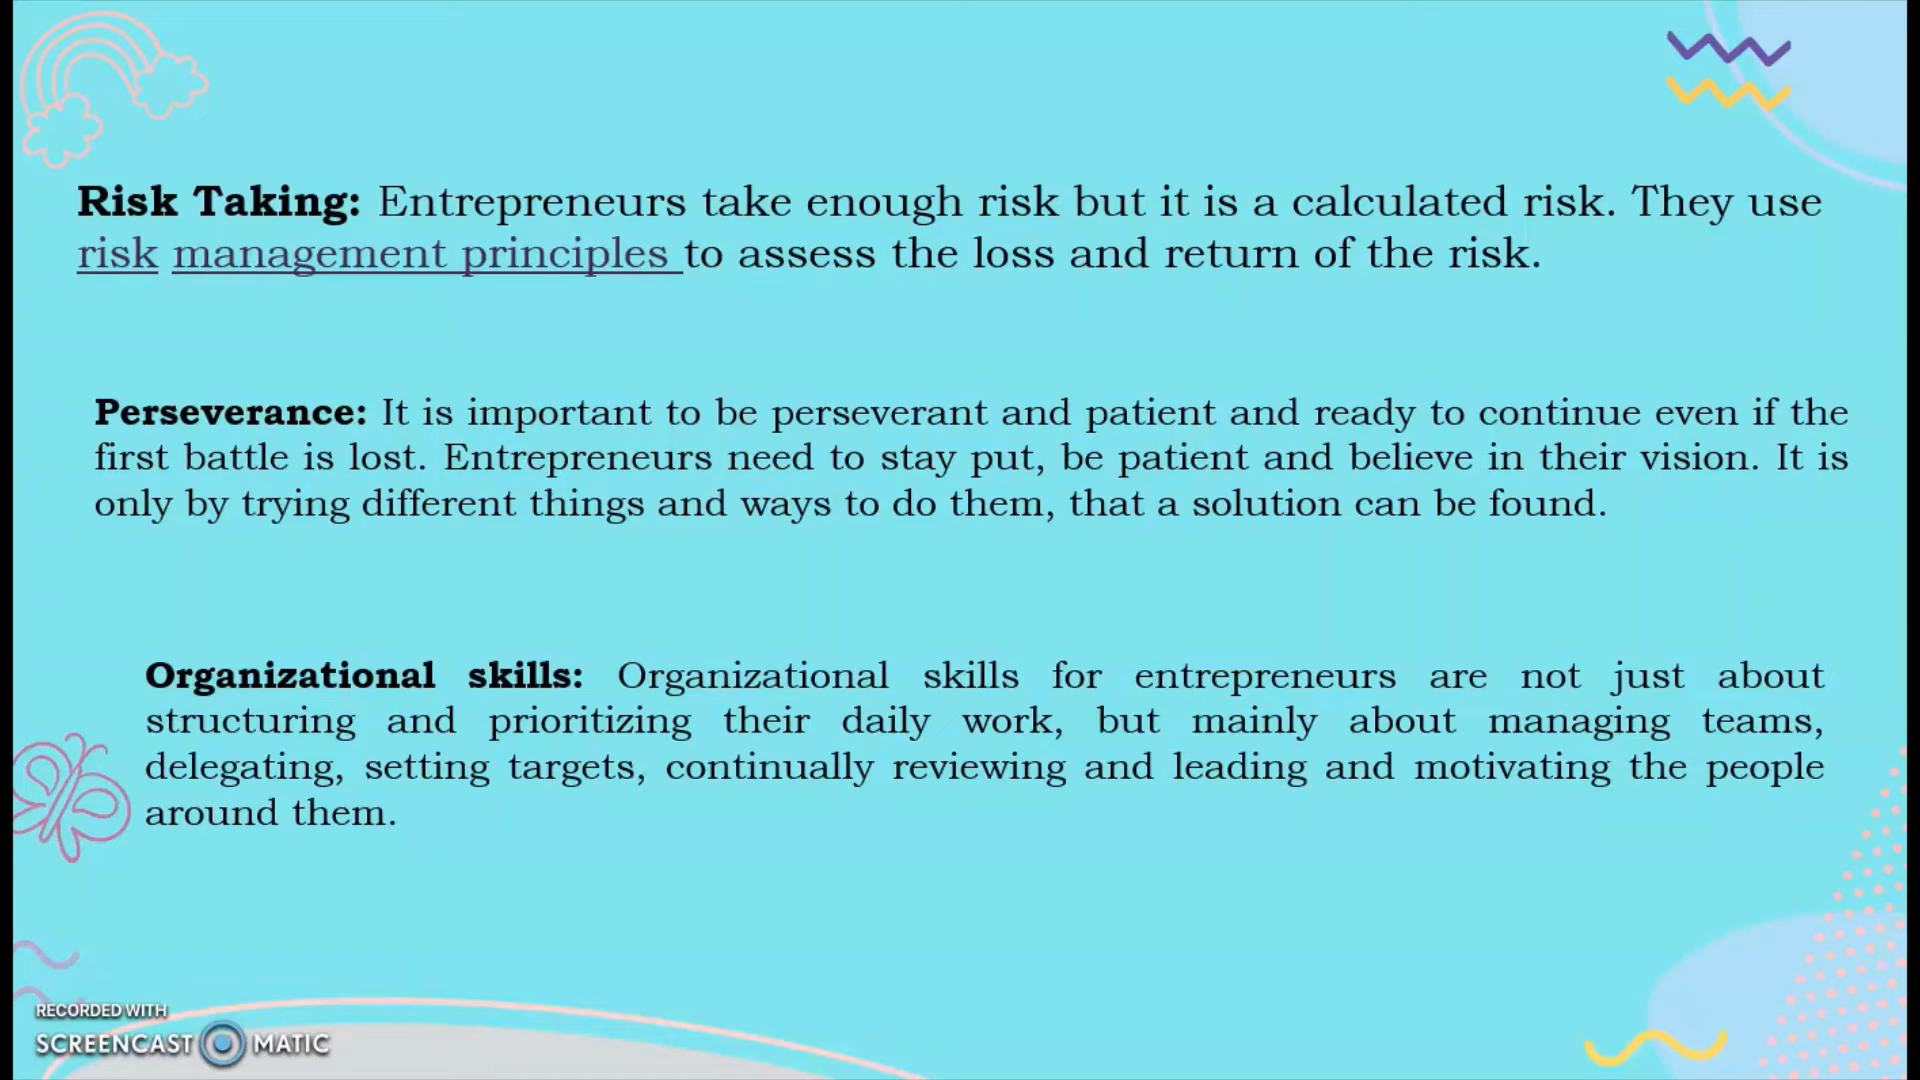 Risk Taking: Entrepreneurs take enough risk but it is a calculated risk. They use
risk management principles to assess the loss and return of the risk.
Perseverance: It is important to be perseverant and patient and ready to continue even if the
first battle is lost. Entrepreneurs need to stay put, be patient and believe in their vision. It is
only by trying different things and ways to do them, that a solution can be found.
Organizational skills: Organizational skills for entrepreneurs are not just about
structuring and prioritizing their daily work, but mainly about managing teams,
delegating, setting targets, continually reviewing and leading and motivating the people
around them.
RECORDED WITH
SCREENCAST MATIC